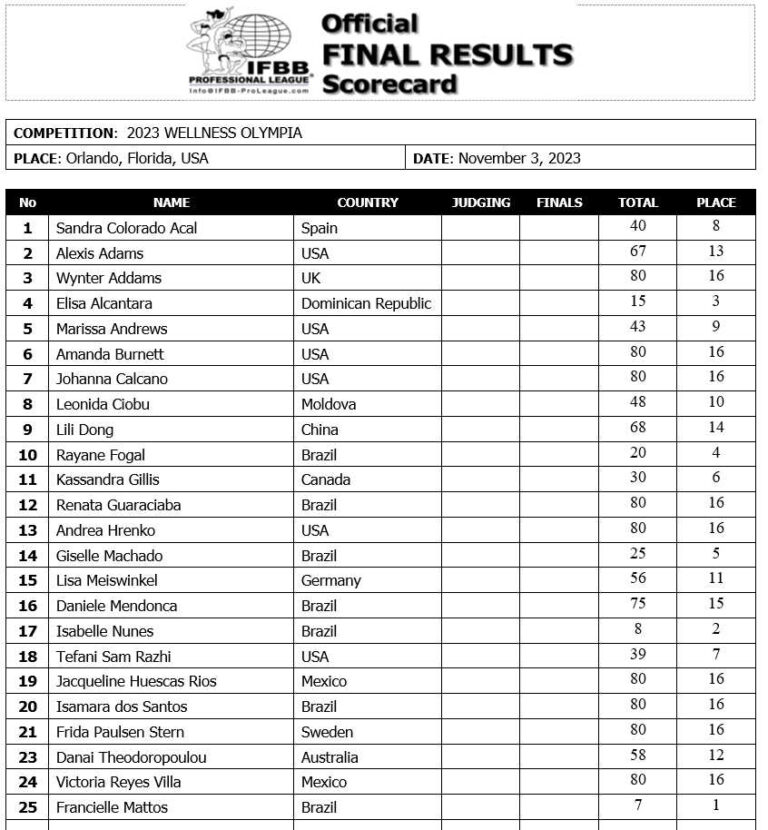 Official
FINAL RESULTS
Scorecard
IFBB
PROFESSIONAL LEAGUE®
Info@IFBB-ProLeague.com
COMPETITION: 2023 WELLNESS OLYMPIA
PLACE: Orlando, Florida, USA DATE: November 3, 2023
No NAME COUNTRY JUDGING FINALS TOTAL PLACE
1 Sandra Colorado Acal Spain 40 8
2 Alexis Adams USA 67 13
3 Wynter Addams UK 80 16
4 Elisa Alcantara Dominican Republic 15 3
5 Marissa Andrews USA 43 9
6 Amanda Burnett USA 80 16
7 Johanna Calcano USA 80 16
8 Leonida Ciobu Moldova 48 10
9 Lili Dong China 68 14
10 Rayane Fogal Brazil 20 4
11 Kassandra Gillis Canada 30 6
12 Renata Guaraciaba Brazil 80 16
13 Andrea Hrenko USA 80 16
14 Giselle Machado Brazil 25 5
15 Lisa Meiswinkel Germany 56 11
16 Daniele Mendonca Brazil 75 15
17 Isabelle Nunes Brazil 8 2
18 Tefani Sam Razhi USA 39 7
19 Jacqueline Huescas Rios Mexico 80 16
20 Isamara dos Santos Brazil 80 16
21 Frida Paulsen Stern Sweden 80 16
23 Danai Theodoropoulou Australia 58 12
24 Victoria Reyes Villa Mexico 80 16
25 Francielle Mattos Brazil 7 1